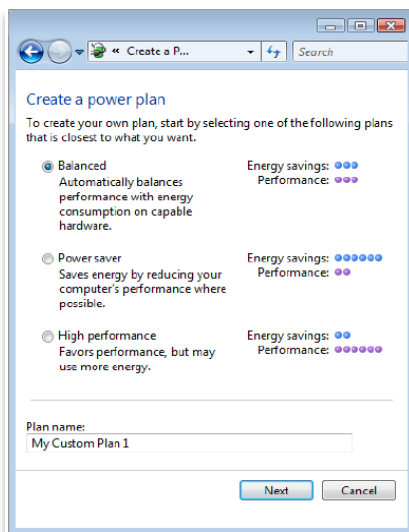 « Create a P...
Search
Create a power plan
To create your own plan, start by selecting one of the following plans
that is closest to what you want.
Balanced
Energy savings:
Automatically balances
Performance:
performance with energy
consumption on capable
hardware.
Power saver
Energy savings:
Saves energy by reducing your
Performance:
computer's performance where
possible.
High performance
Energy savings:
Favors performance, but may
Performance:
use more energy.
Plan name:
My Custom Plan 1
Next
Cancel